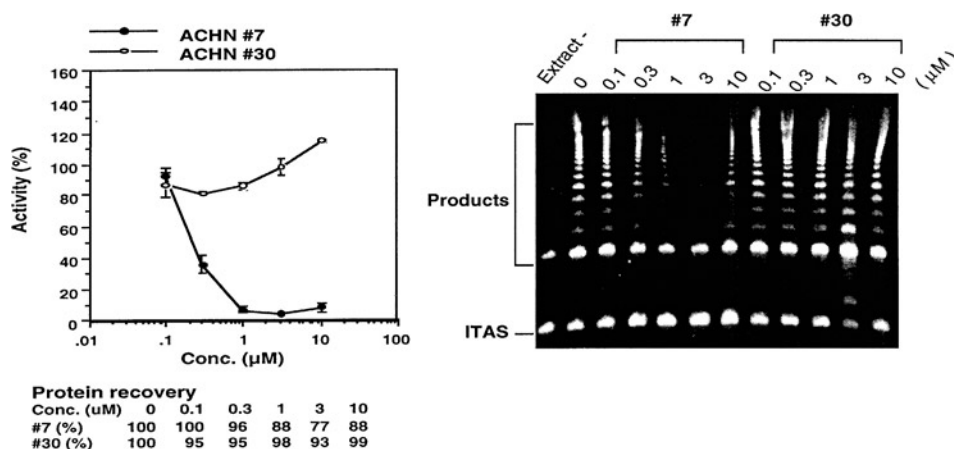 ACHN #7
ACHN #30
160
140
120
100
80
60
40
20
0
Activity (%)
.01 .1 1 10 100
Conc. (µM)
Protein recovery
Conc. (uM) 0 0.1 0.3 1 3 10
#7 (%) 100 100 96 88 77 88
#30 (%) 100 95 95 98 93 99
#7 #30
Extract - 0 0.1 0.3 1 3 10 0.1 0.3 1 3 10 (µM)
Products
ITAS